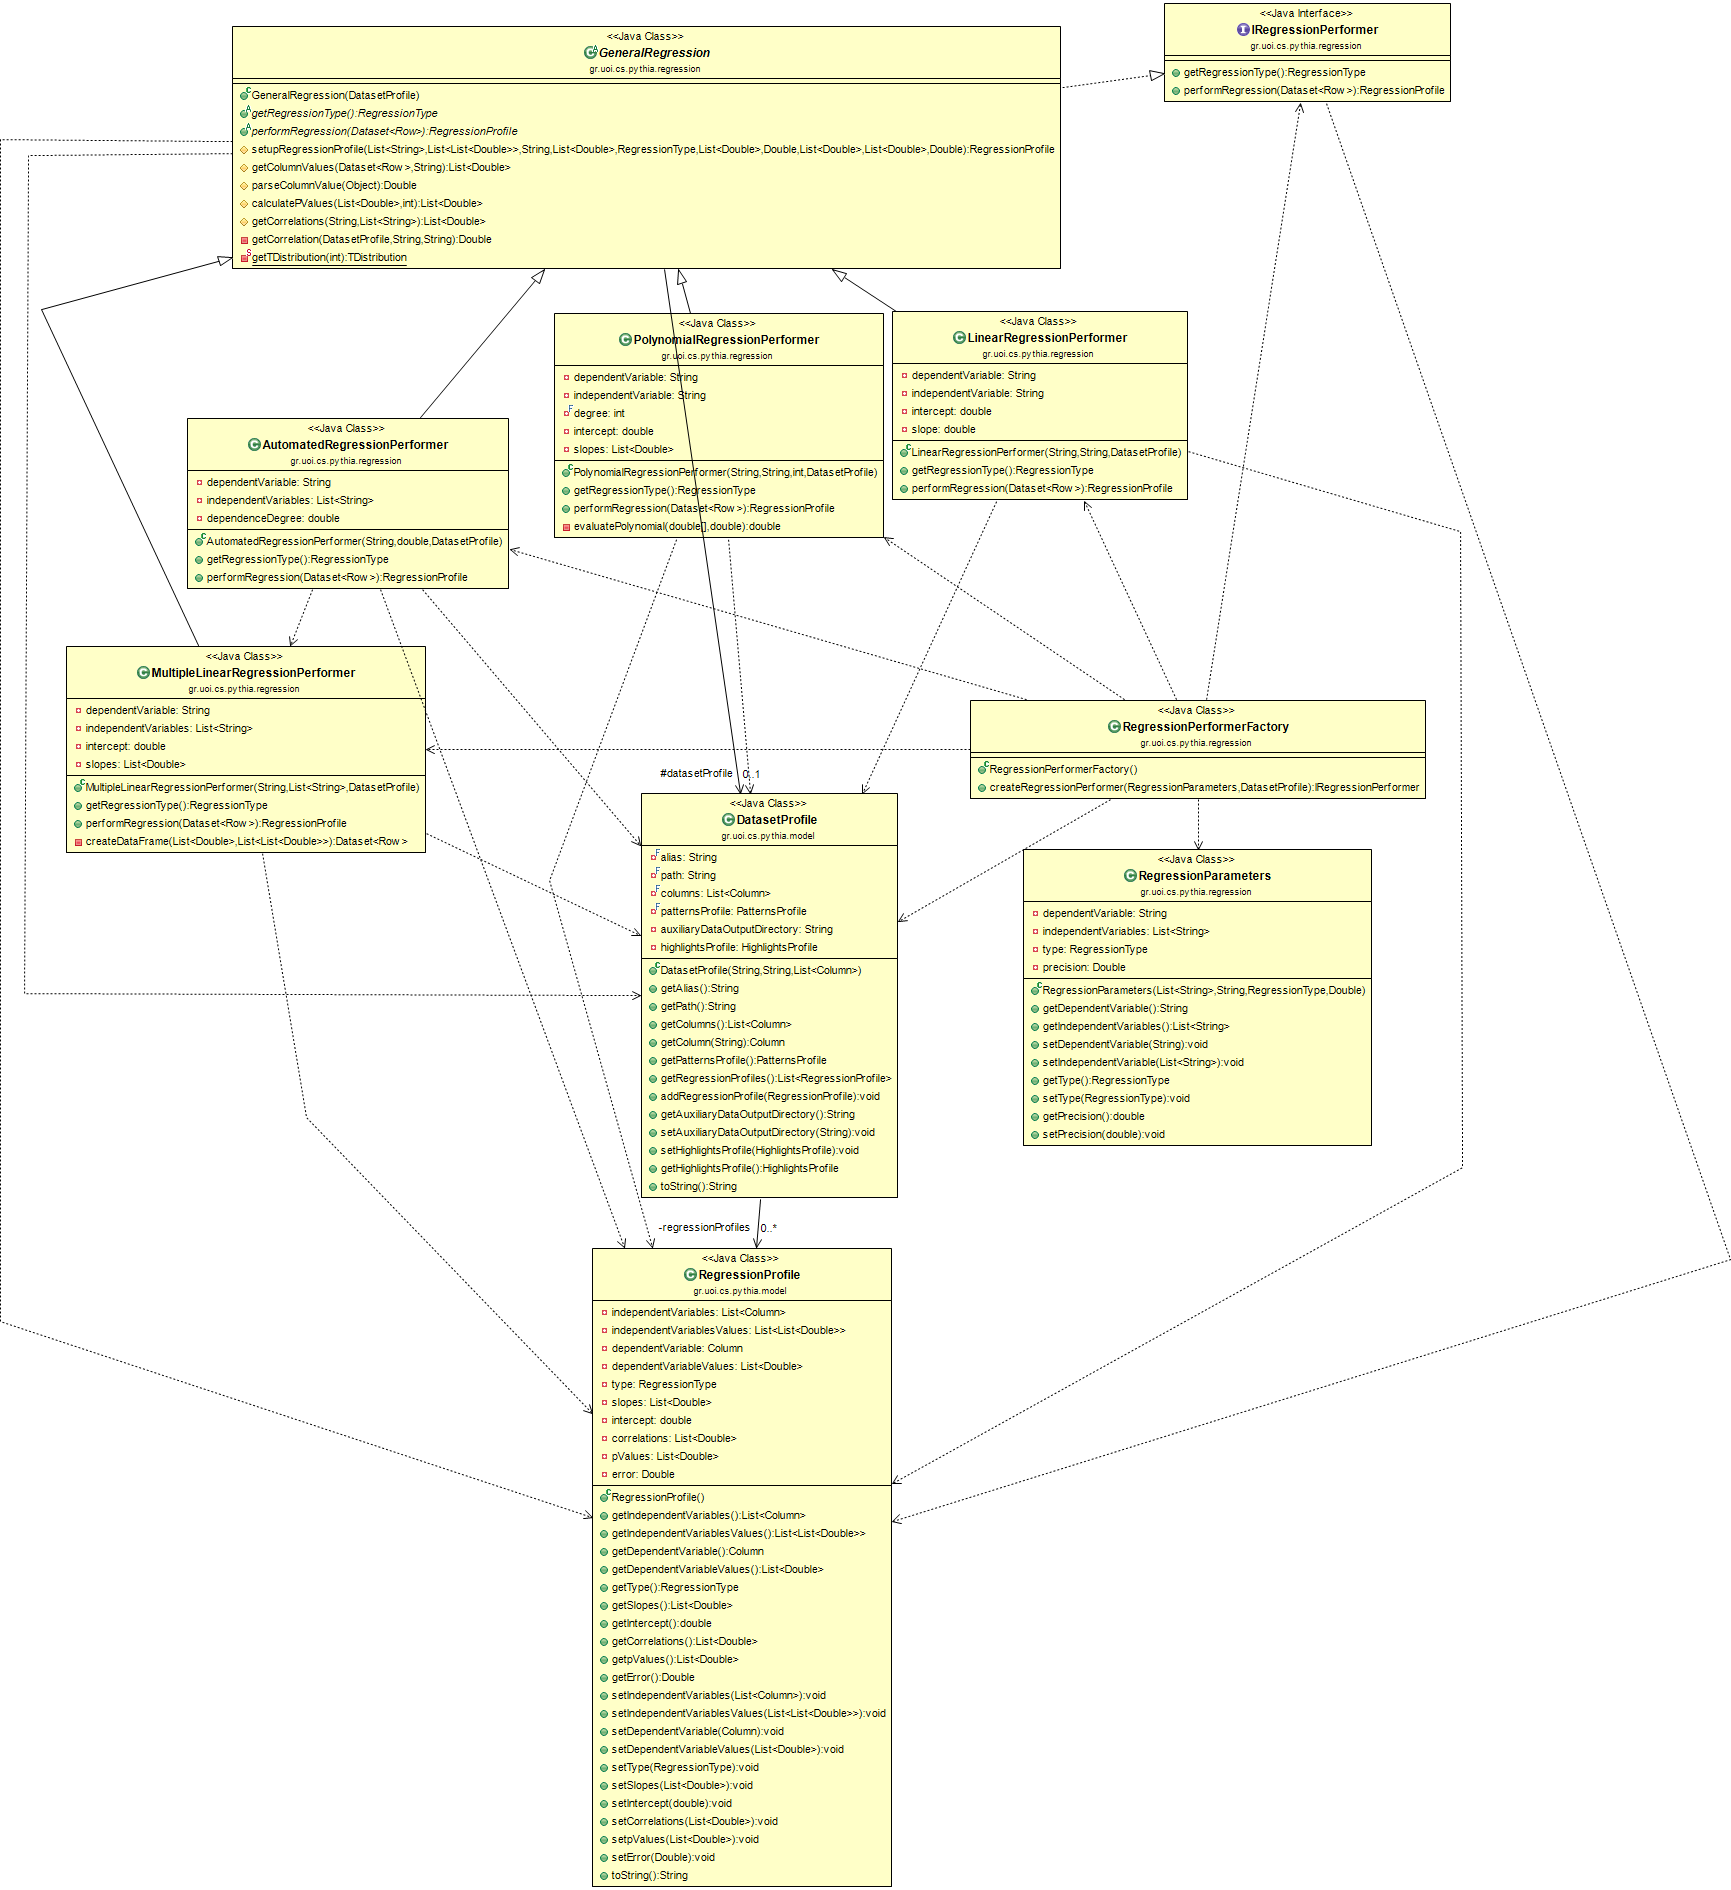 <<Java Class>>
GeneralRegression
gr.uoi.cs.pythia.regression
GeneralRegression(DatasetProfile)
getRegressionType():RegressionType
performRegression(Dataset<Row>):RegressionProfile
setupRegressionProfile(List<String>,List<List<Double>>,String,List<Double>,RegressionType,List<Double>,Double,List<Double>,List<Double>,Double):RegressionProfile
getColumnValues(Dataset<Row>,String):List<Double>
parseColumnValue(Object):Double
calculatePValues(List<Double>,int):List<Double>
getCorrelations(String,List<String>):List<Double>
getCorrelation(DatasetProfile,String,String):Double
getTDistribution(int):TDistribution
<<Java Interface>>
IRegressionPerformer
gr.uoi.cs.pythia.regression
getRegressionType():RegressionType
performRegression(Dataset<Row>):RegressionProfile
<<Java Class>>
PolynomialRegressionPerformer
gr.uoi.cs.pythia.regression
dependentVariable: String
independentVariable: String
degree: int
intercept: double
slopes: List<Double>
PolynomialRegressionPerformer(String,String,int,DatasetProfile)
getRegressionType():RegressionType
performRegression(Dataset<Row>):RegressionProfile
evaluatePolynomial(double[],double):double
<<Java Class>>
LinearRegressionPerformer
gr.uoi.cs.pythia.regression
dependentVariable: String
independentVariable: String
intercept: double
slope: double
LinearRegressionPerformer(String,String,DatasetProfile)
getRegressionType():RegressionType
performRegression(Dataset<Row>):RegressionProfile
<<Java Class>>
AutomatedRegressionPerformer
gr.uoi.cs.pythia.regression
dependentVariable: String
independentVariables: List<String>
dependenceDegree: double
AutomatedRegressionPerformer(String,double,DatasetProfile)
getRegressionType():RegressionType
performRegression(Dataset<Row>):RegressionProfile
<<Java Class>>
MultipleLinearRegressionPerformer
gr.uoi.cs.pythia.regression
dependentVariable: String
independentVariables: List<String>
intercept: double
slopes: List<Double>
MultipleLinearRegressionPerformer(String,List<String>,DatasetProfile)
getRegressionType():RegressionType
performRegression(Dataset<Row>):RegressionProfile
createDataFrame(List<Double>,List<List<Double>>):Dataset<Row>
<<Java Class>>
RegressionPerformerFactory
gr.uoi.cs.pythia.regression
RegressionPerformerFactory()
createRegressionPerformer(RegressionParameters,DatasetProfile):IRegressionPerformer
#datasetProfile 0..1
<<Java Class>>
DatasetProfile
gr.uoi.cs.pythia.model
alias: String
path: String
columns: List<Column>
patternsProfile: PatternsProfile
auxiliaryDataOutputDirectory: String
highlightsProfile: HighlightsProfile
DatasetProfile(String,String,List<Column>)
getAlias():String
getPath():String
getColumns():List<Column>
getColumn(String):Column
getPatternsProfile():PatternsProfile
getRegressionProfiles():List<RegressionProfile>
addRegressionProfile(RegressionProfile):void
getAuxiliaryDataOutputDirectory():String
setAuxiliaryDataOutputDirectory(String):void
setHighlightsProfile(HighlightsProfile):void
getHighlightsProfile():HighlightsProfile
toString():String
<<Java Class>>
RegressionParameters
gr.uoi.cs.pythia.regression
dependentVariable: String
independentVariables: List<String>
type: RegressionType
precision: Double
RegressionParameters(List<String>,String,RegressionType,Double)
getDependentVariable():String
getIndependentVariables():List<String>
setDependentVariable(String):void
setIndependentVariable(List<String>):void
getType():RegressionType
setType(RegressionType):void
getPrecision():double
setPrecision(double):void
-regressionProfiles 0..*
<<Java Class>>
RegressionProfile
gr.uoi.cs.pythia.model
independentVariables: List<Column>
independentVariablesValues: List<List<Double>>
dependentVariable: Column
dependentVariableValues: List<Double>
type: RegressionType
slopes: List<Double>
intercept: double
correlations: List<Double>
pValues: List<Double>
error: Double
RegressionProfile()
getIndependentVariables():List<Column>
getIndependentVariablesValues():List<List<Double>>
getDependentVariable():Column
getDependentVariableValues():List<Double>
getType():RegressionType
getSlopes():List<Double>
getIntercept():double
getCorrelations():List<Double>
getpValues():List<Double>
getError():Double
setIndependentVariables(List<Column>):void
setIndependentVariablesValues(List<List<Double>>):void
setDependentVariable(Column):void
setDependentVariableValues(List<Double>):void
setType(RegressionType):void
setSlopes(List<Double>):void
setIntercept(double):void
setCorrelations(List<Double>):void
setpValues(List<Double>):void
setError(Double):void
toString():String